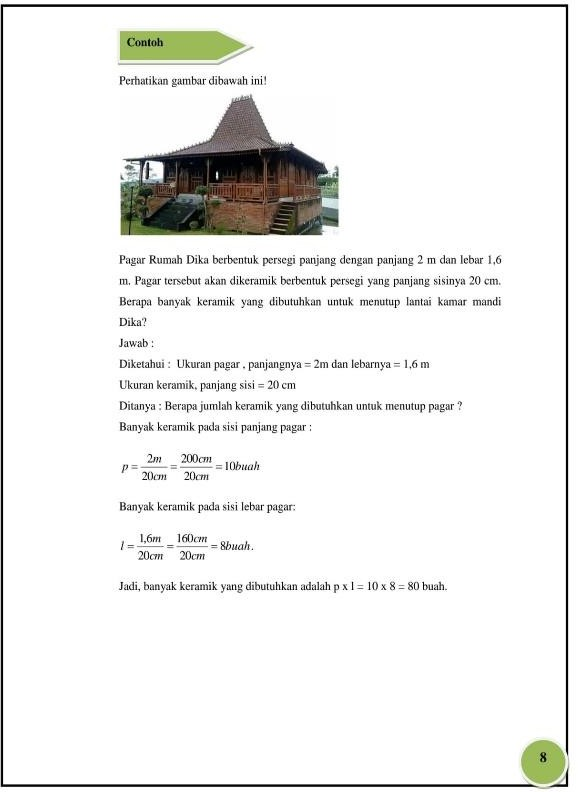 Contoh
Perhatikan gambar dibawah ini!
Pagar Rumah Dika berbentuk persegi panjang dengan panjang 2 m dan lebar 1,6
m. Pagar tersebut akan dikeramik berbentuk persegi yang panjang sisinya 20 cm.
Berapa banyak keramik yang dibutuhkan untuk menutup lantai kamar mandi
Dika?
Jawab :
Diketahui : Ukuran pagar , panjangnya = 2m dan lebarnya = 1,6 m
Ukuran keramik, panjang sisi = 20 cm
Ditanya : Berapa jumlah keramik yang dibutuhkan untuk menutup pagar ?
Banyak keramik pada sisi panjang pagar :
p = 2m/20cm = 200cm/20cm = 10buah
Banyak keramik pada sisi lebar pagar:
l = 1,6m/20cm = 160cm/20cm = 8buah.
Jadi, banyak keramik yang dibutuhkan adalah p x l = 10 x 8 = 80 buah.
8